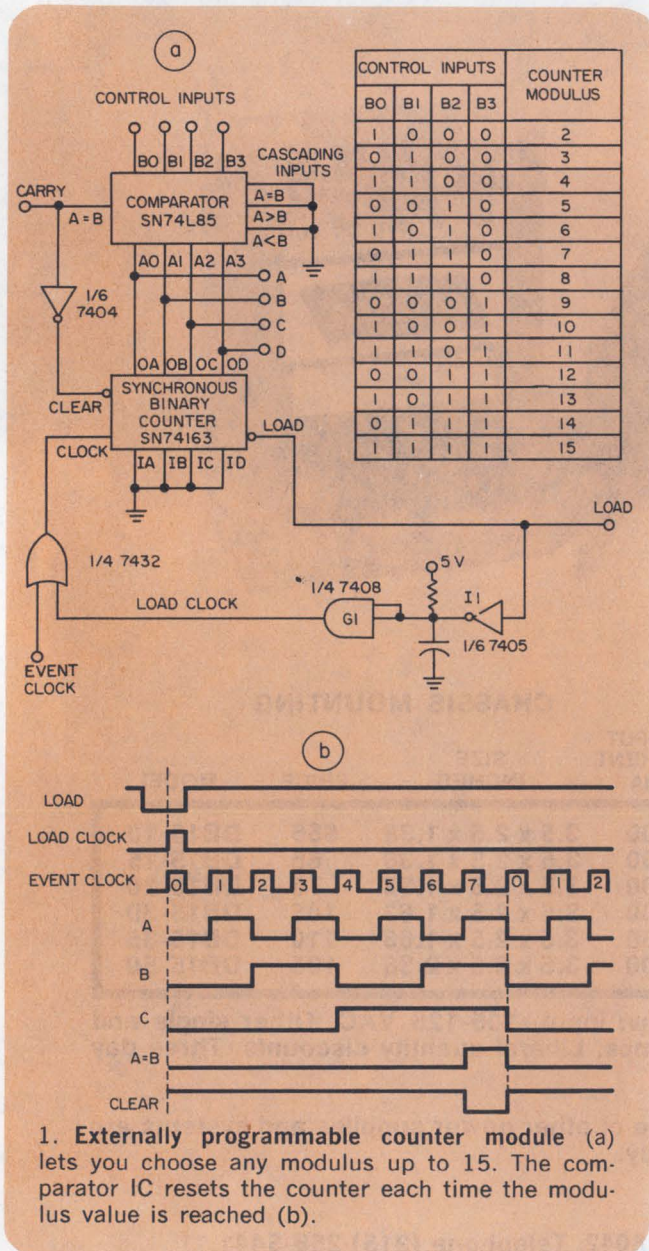 a
CONTROL INPUTS
B0 B1 B2 B3
CASCADING
INPUTS
CARRY
A=B
COMPARATOR
SN74L85
A=B
A>B
A<B
A0 A1 A2 A3
A
B
C
D
1/6
7404
OA OB OC OD
SYNCHRONOUS
BINARY
COUNTER
SN74163
CLEAR
CLOCK
LOAD
IA IB IC ID
CONTROL INPUTS COUNTER MODULUS
B0 B1 B2 B3
1 0 0 0 2
0 1 0 0 3
1 1 0 0 4
0 0 1 0 5
1 0 1 0 6
0 1 1 0 7
1 1 1 0 8
0 0 0 1 9
1 0 0 1 10
1 1 0 1 11
0 0 1 1 12
1 0 1 1 13
0 1 1 1 14
1 1 1 1 15
LOAD
1/4 7432
5 V
1/4 7408
I1
LOAD CLOCK
G1
1/6 7405
EVENT
CLOCK
CHASSIS MOUNTING
b
LOAD
LOAD CLOCK
EVENT CLOCK 0 1 2 3 4 5 6 7 0 1 2
A
B
C
A=B
CLEAR
1. Externally programmable counter module (a)
lets you choose any modulus up to 15. The com-
parator IC resets the counter each time the modu-
lus value is reached (b).